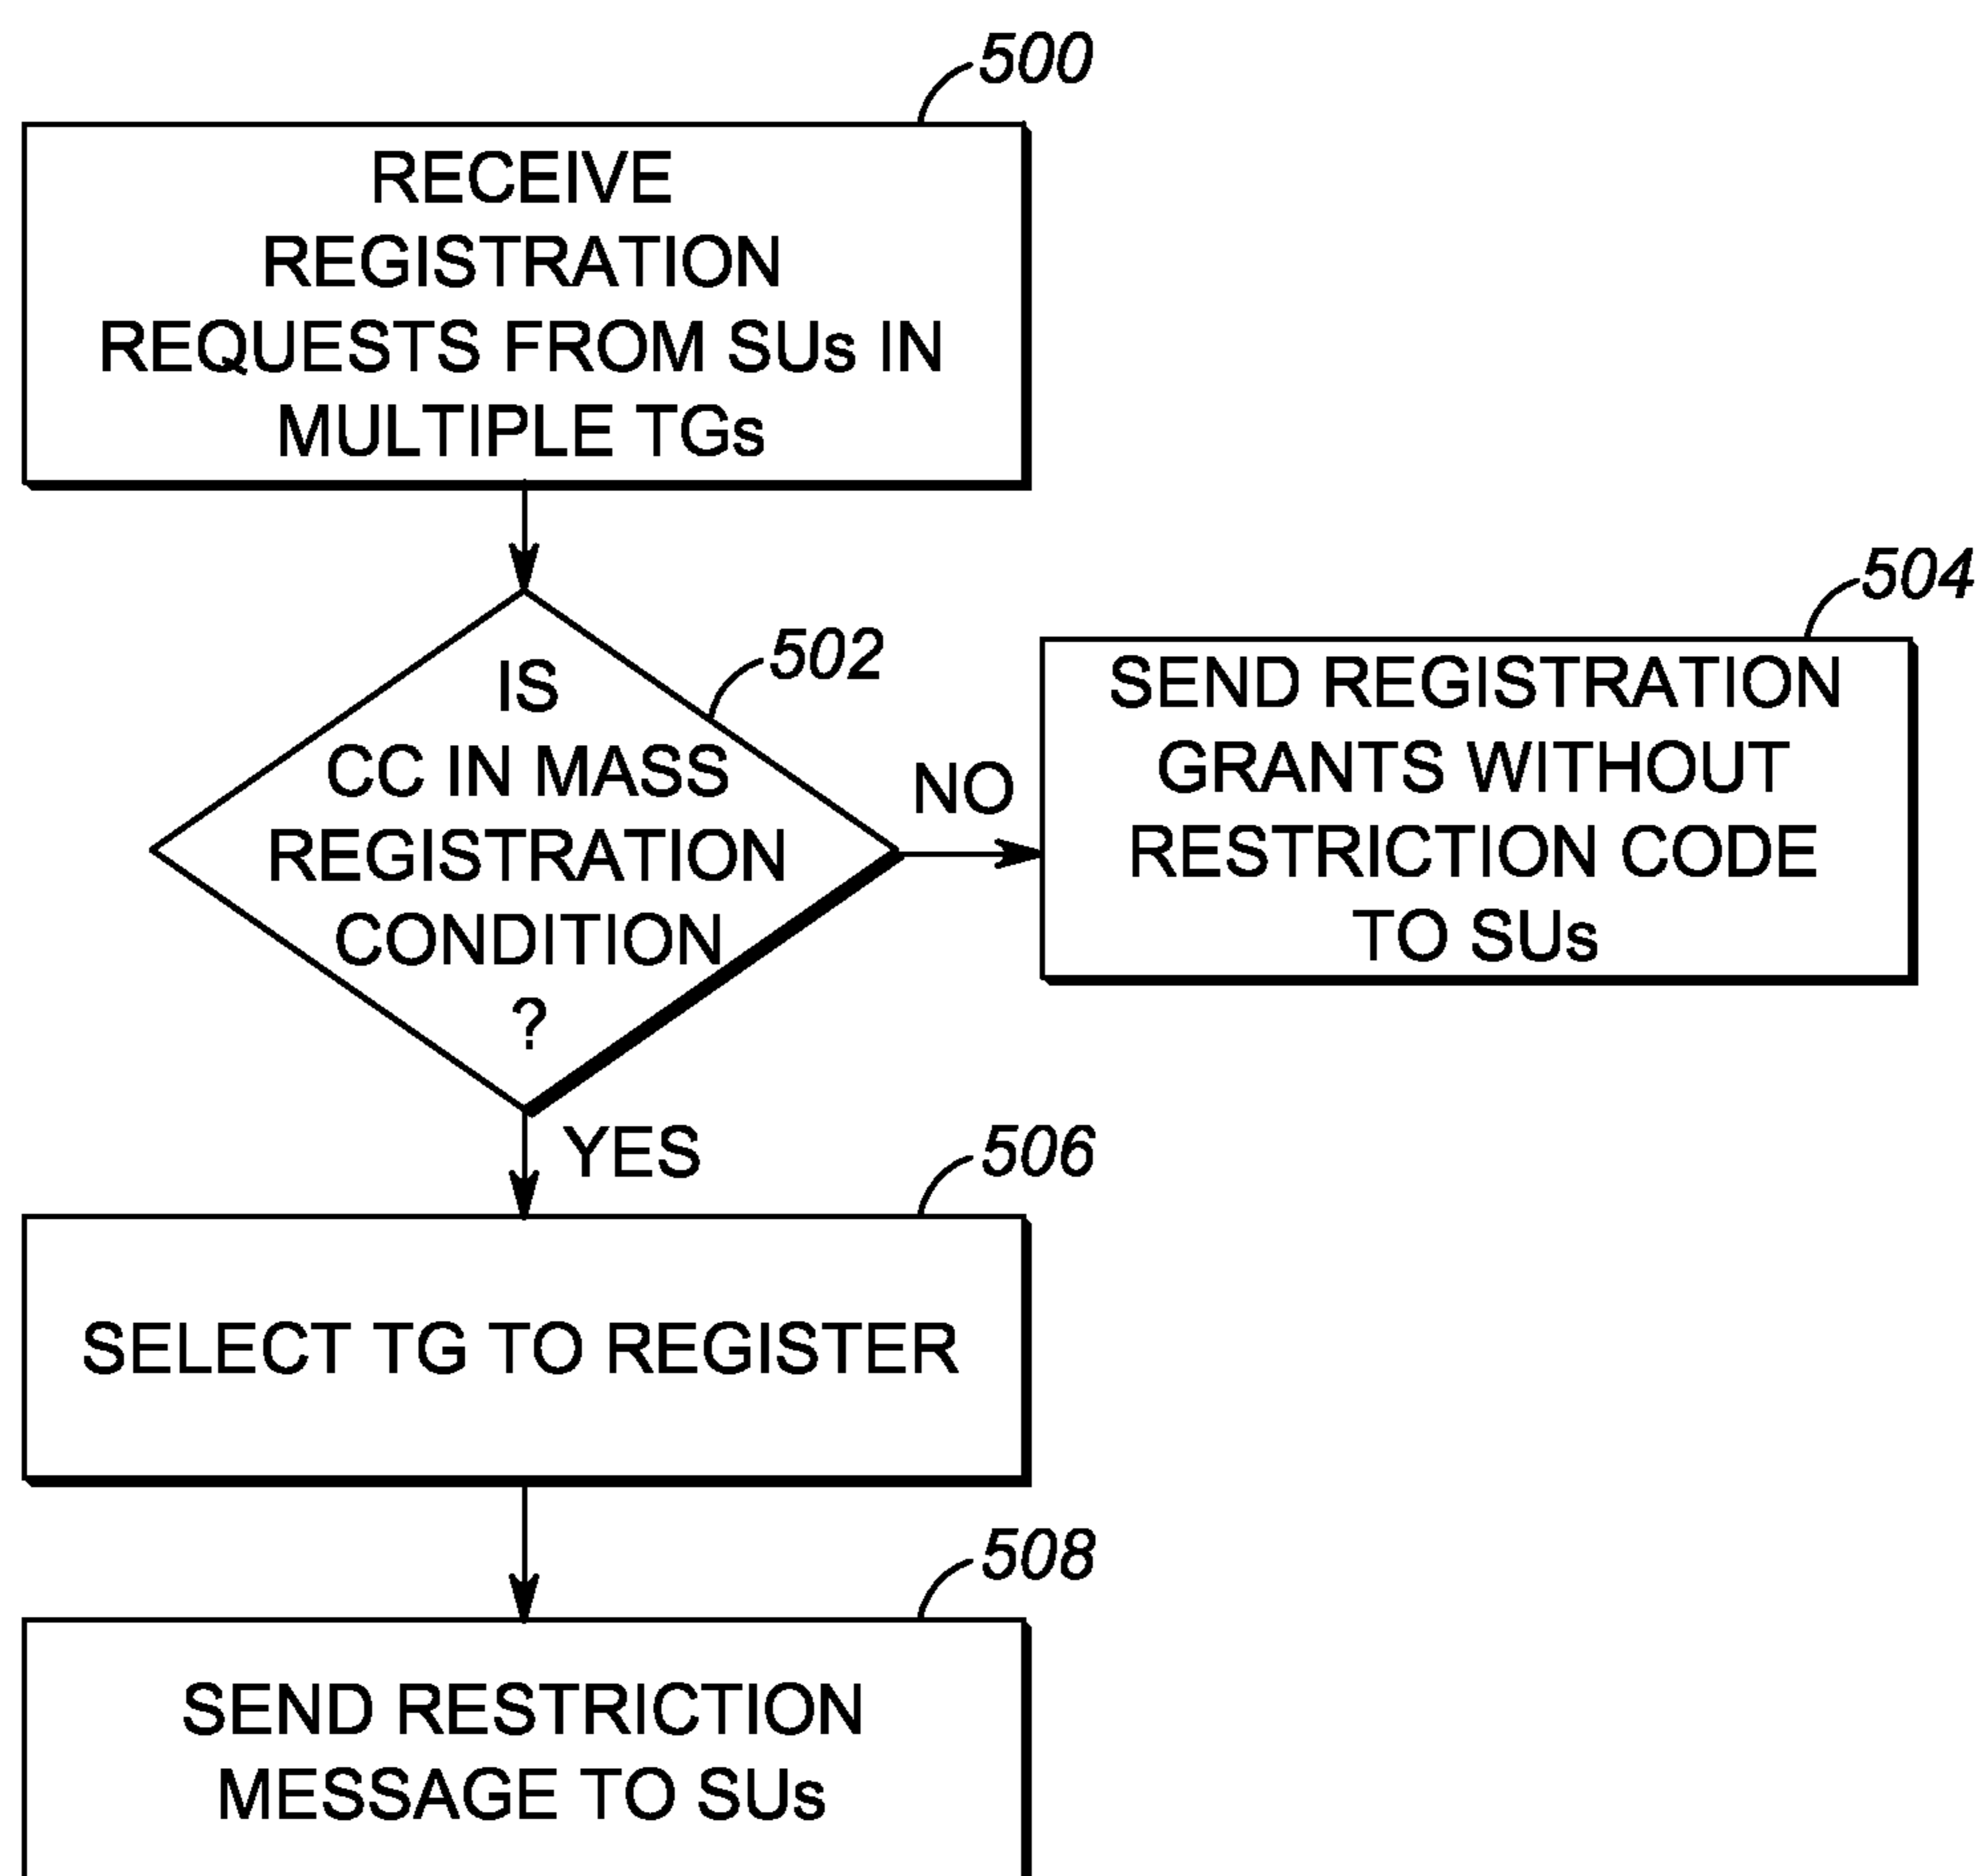 500
RECEIVE
REGISTRATION
REQUESTS FROM SUs IN
MULTIPLE TGs
502
IS
CC IN MASS
REGISTRATION
CONDITION
?
NO
504
SEND REGISTRATION
GRANTS WITHOUT
RESTRICTION CODE
TO SUs
YES
506
SELECT TG TO REGISTER
508
SEND RESTRICTION
MESSAGE TO SUs